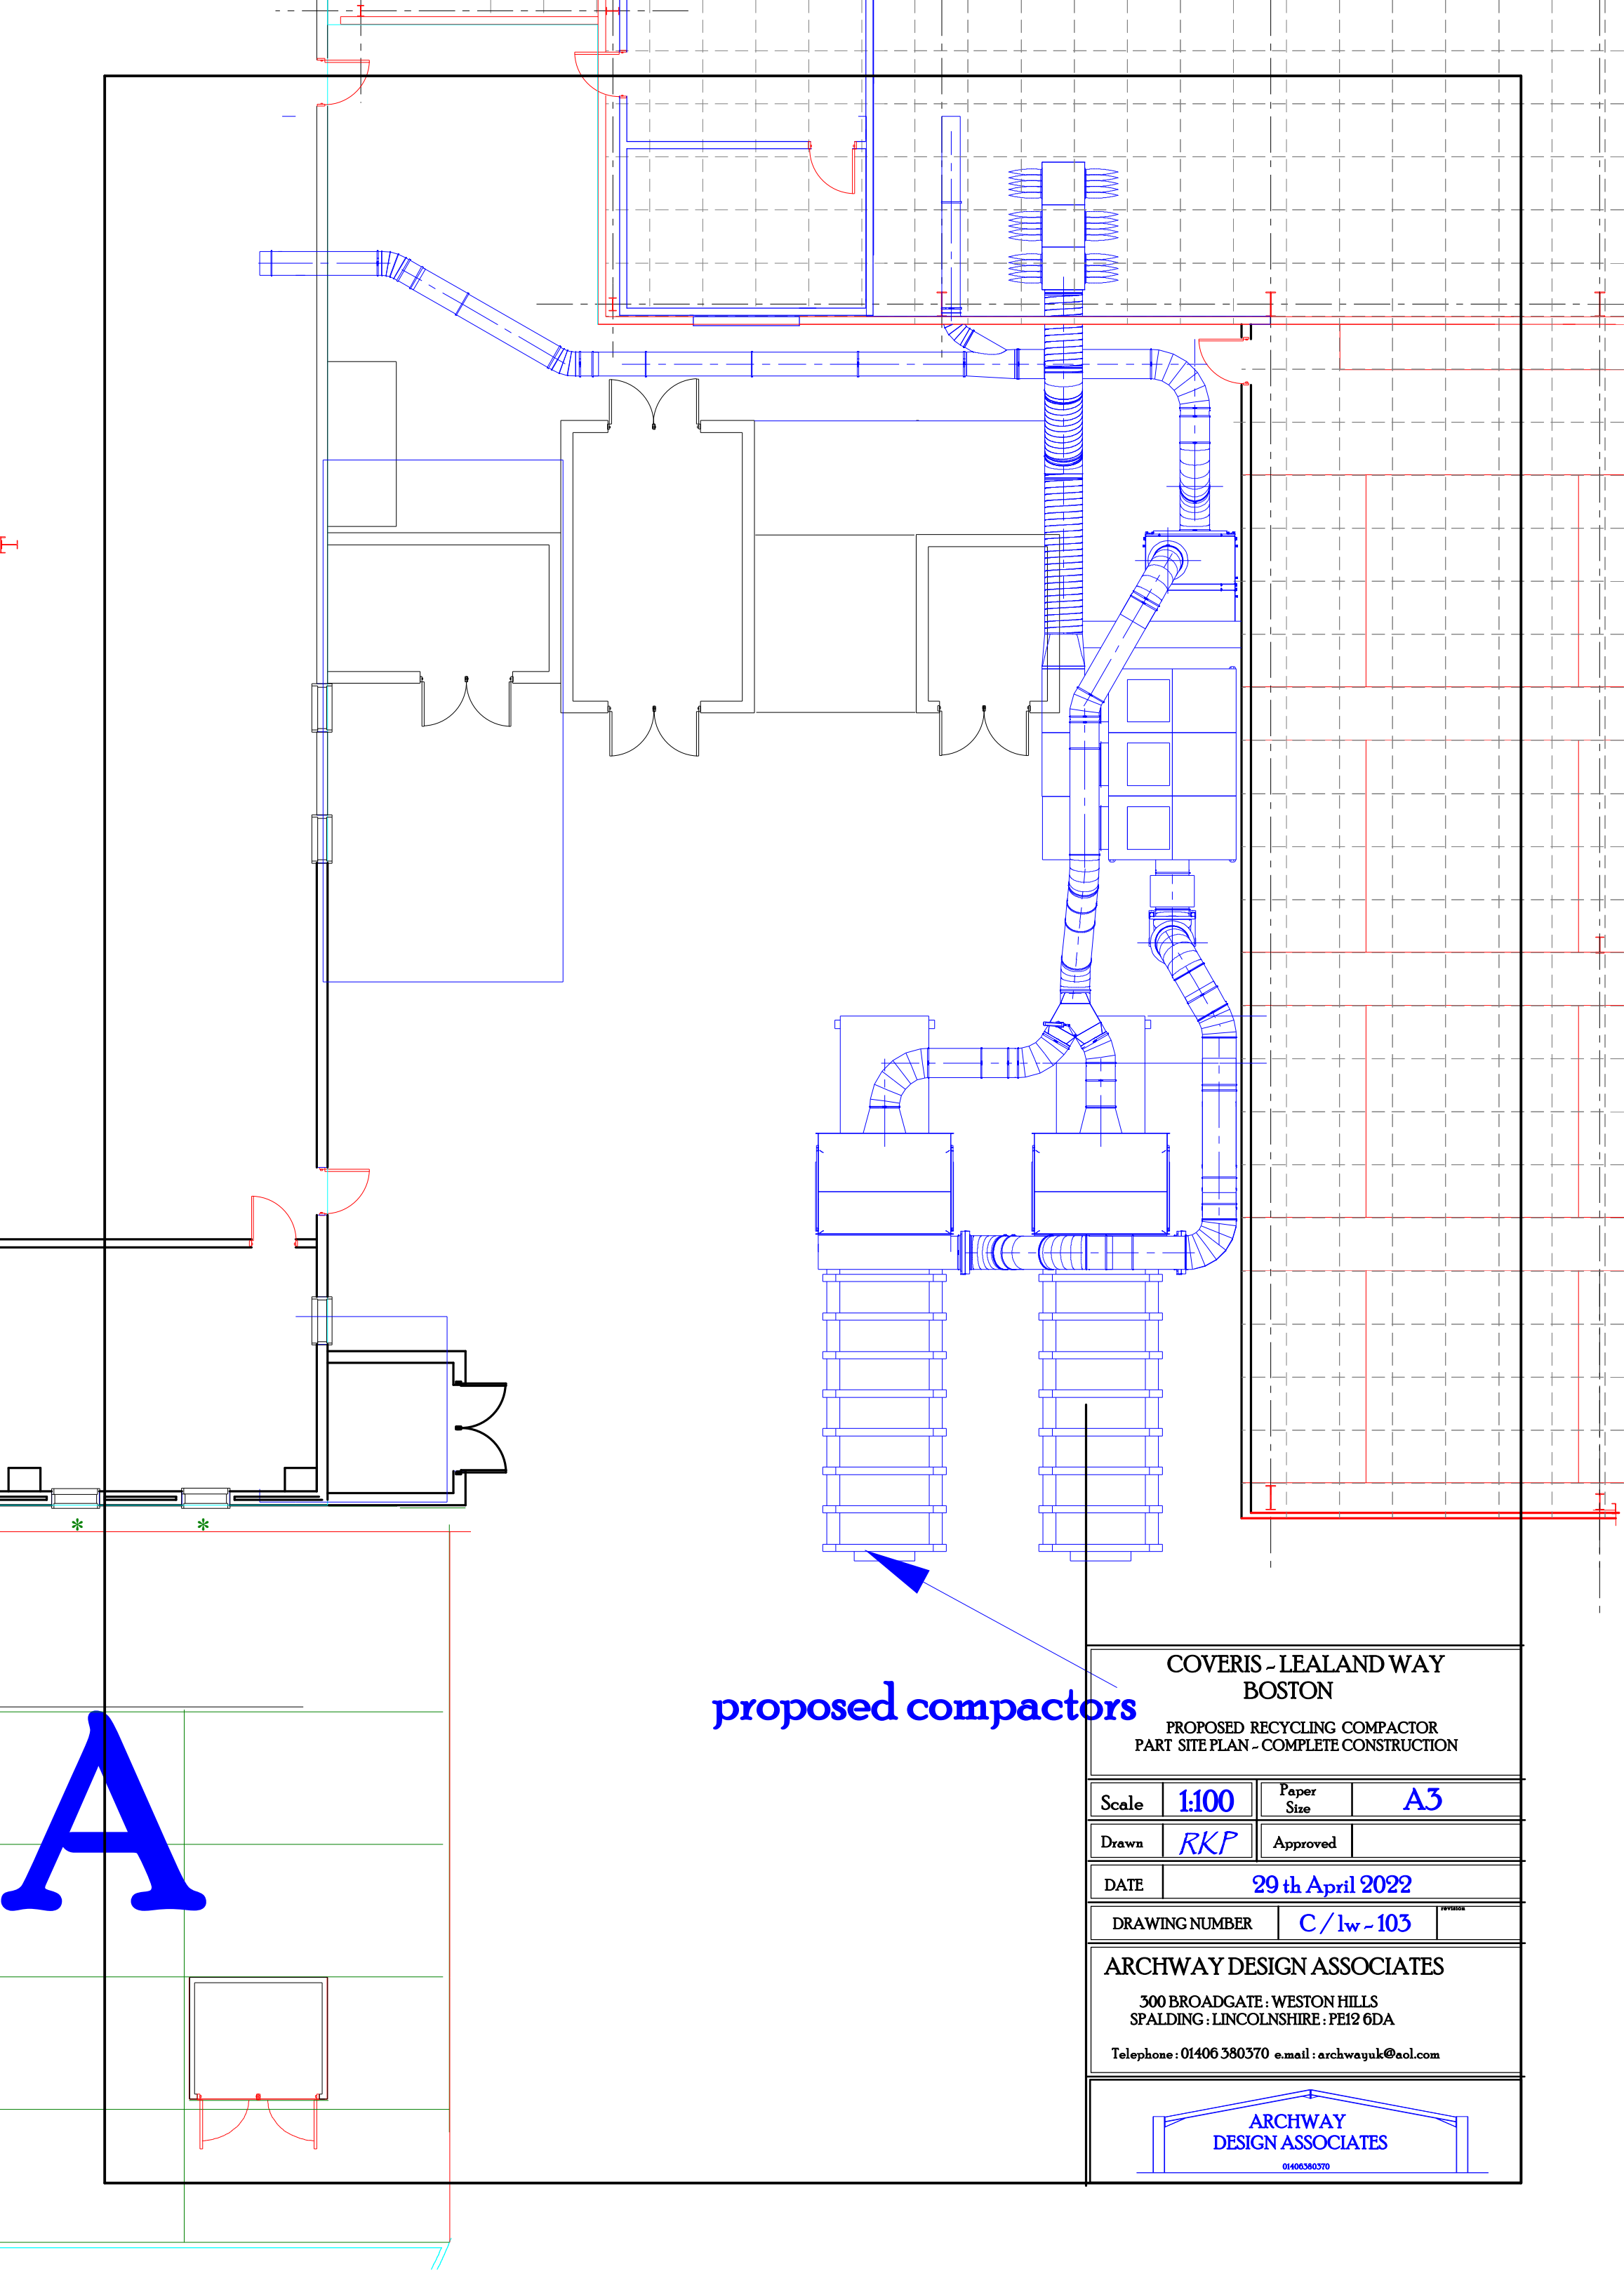 proposed compactors
A
*
*
COVERIS - LEALAND WAY
BOSTON
PROPOSED RECYCLING COMPACTOR
PART SITE PLAN - COMPLETE CONSTRUCTION
Scale 1:100 Paper Size A3
Drawn RKP Approved
DATE 29 th April 2022
DRAWING NUMBER C / lw - 103 revision
ARCHWAY DESIGN ASSOCIATES
300 BROADGATE : WESTON HILLS
SPALDING : LINCOLNSHIRE : PE12 6DA
Telephone : 01406 380370 e.mail : archwayuk@aol.com
ARCHWAY
DESIGN ASSOCIATES
01406380370